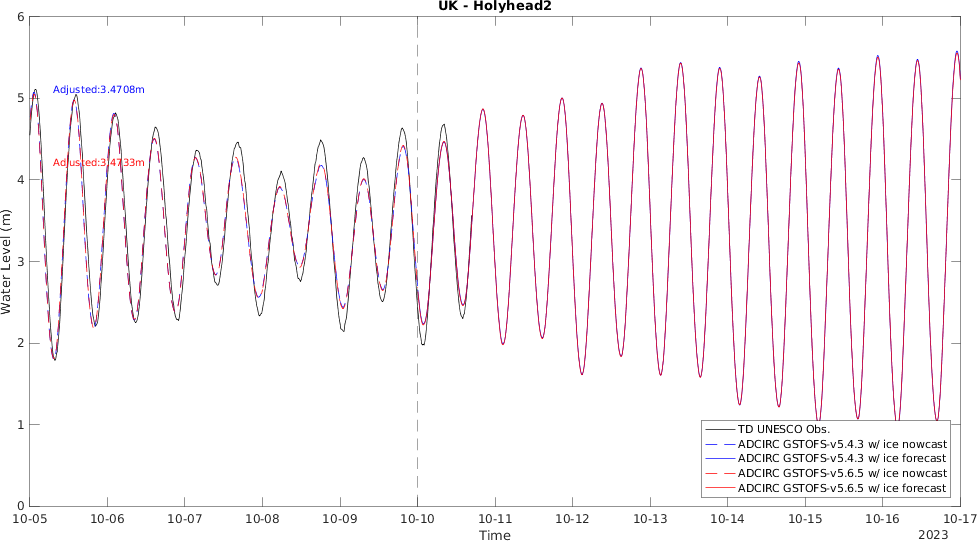 UK - Holyhead2
6
5
4
3
2
1
0
Water Level (m)
Adjusted:3.4708m
Adjusted:3.4733m
TD UNESCO Obs.
ADCIRC GSTOFS-v5.4.3 w/ ice nowcast
ADCIRC GSTOFS-v5.4.3 w/ ice forecast
ADCIRC GSTOFS-v5.6.5 w/ ice nowcast
ADCIRC GSTOFS-v5.6.5 w/ ice forecast
10-05 10-06 10-07 10-08 10-09 10-10 10-11 10-12 10-13 10-14 10-15 10-16 10-17
Time
2023